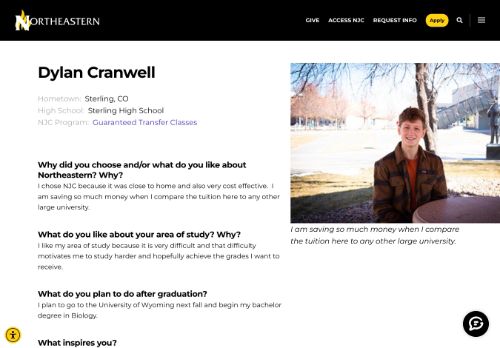 NORTHEASTERN
GIVE ACCESS NJC REQUEST INFO Apply
Dylan Cranwell
Hometown: Sterling, CO
High School: Sterling High School
NJC Program: Guaranteed Transfer Classes
Why did you choose and/or what do you like about
Northeastern? Why?
I chose NJC because it was close to home and also very cost effective. I
am saving so much money when I compare the tuition here to any other
large university.
What do you like about your area of study? Why?
I like my area of study because it is very difficult and that difficulty
motivates me to study harder and hopefully achieve the grades I want to
receive.
What do you plan to do after graduation?
I plan to go to the University of Wyoming next fall and begin my bachelor
degree in Biology.
What inspires you?
I am saving so much money when I compare
the tuition here to any other large university.